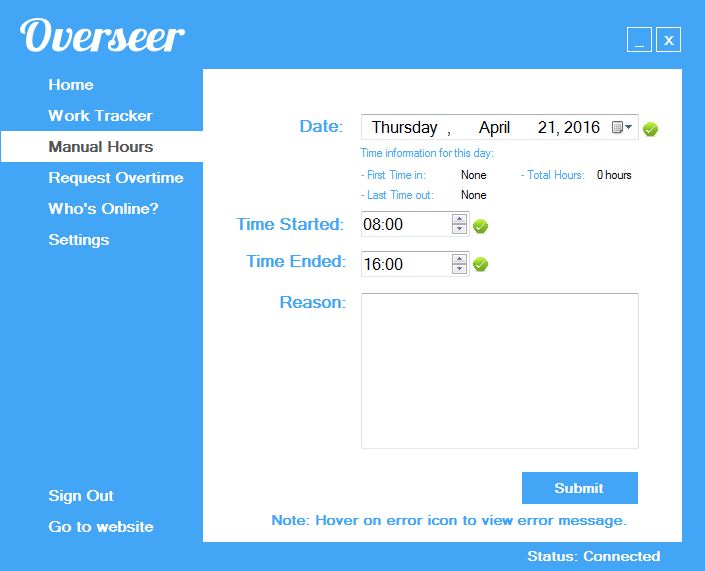 Overseer
_ x
Home
Work Tracker
Manual Hours
Request Overtime
Who's Online?
Settings
Sign Out
Go to website
Date: Thursday , April 21, 2016
Time information for this day:
- First Time in: None - Total Hours: 0 hours
- Last Time out: None
Time Started: 08:00
Time Ended: 16:00
Reason:
Submit
Note: Hover on error icon to view error message.
Status: Connected